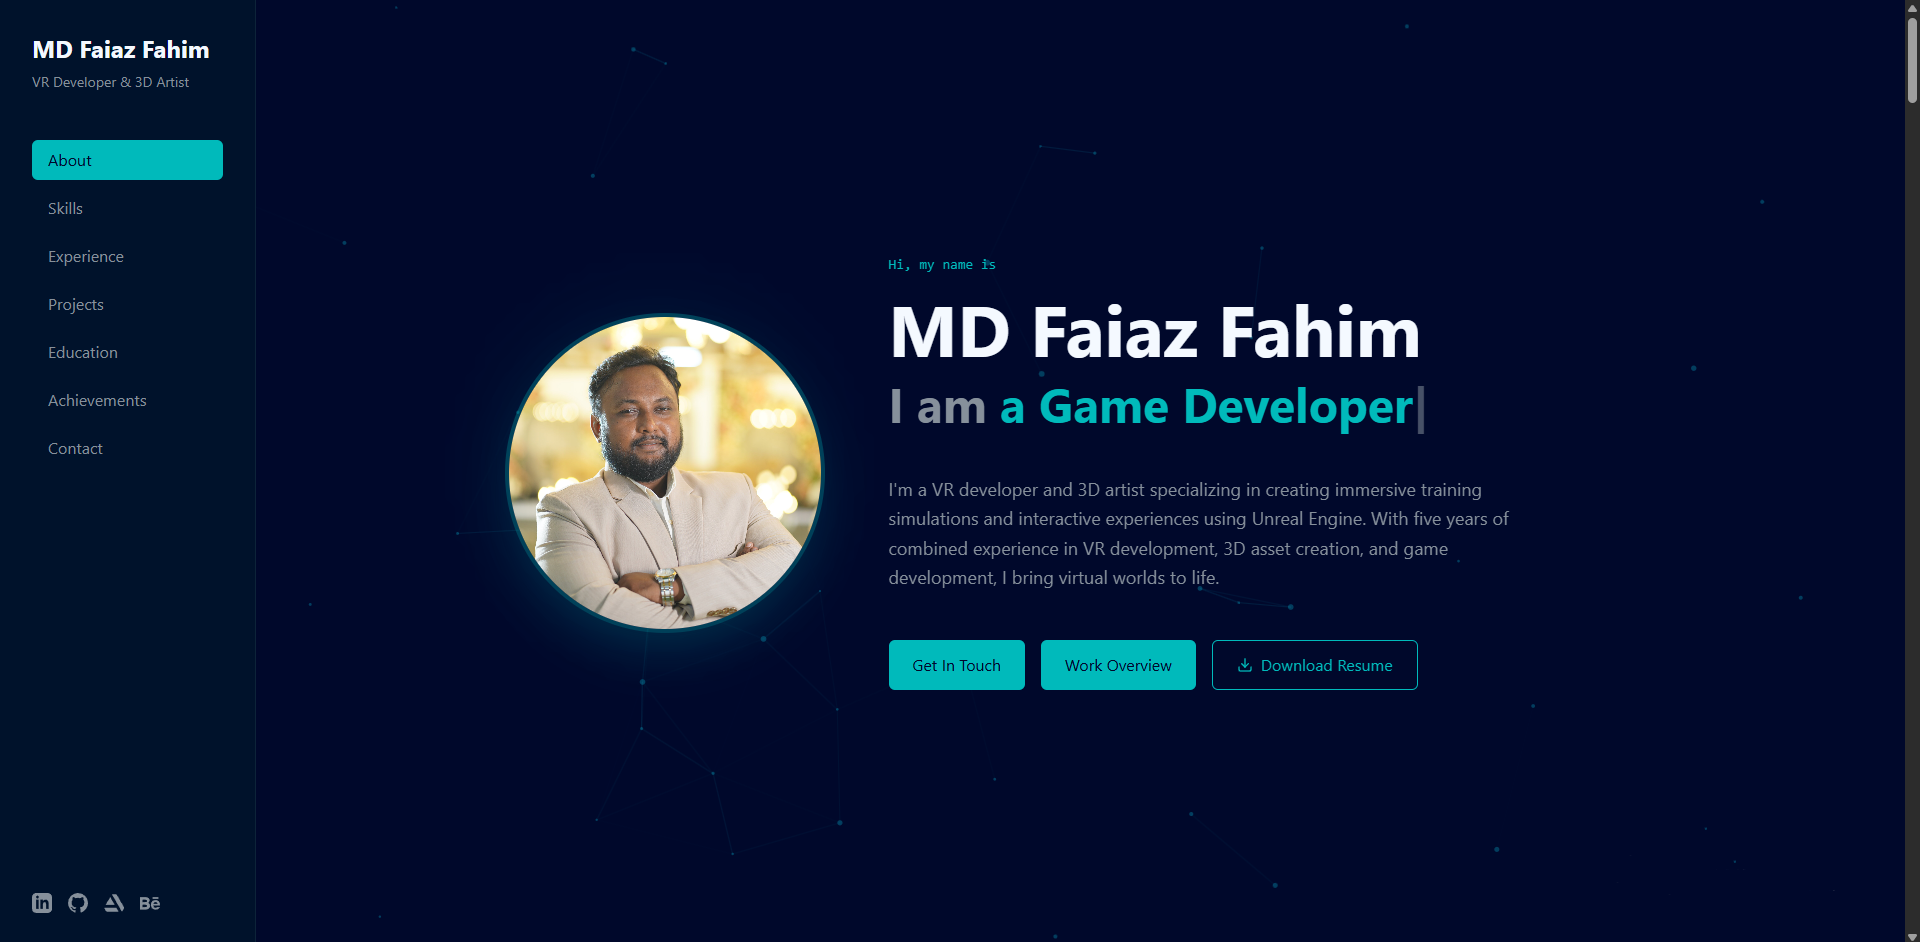 MD Faiaz Fahim
VR Developer & 3D Artist
About
Skills
Experience
Projects
Education
Achievements
Contact
in
Bē
Hi, my name is
MD Faiaz Fahim
I am a Game Developer|
I'm a VR developer and 3D artist specializing in creating immersive training
simulations and interactive experiences using Unreal Engine. With five years of
combined experience in VR development, 3D asset creation, and game
development, I bring virtual worlds to life.
Get In Touch
Work Overview
Download Resume